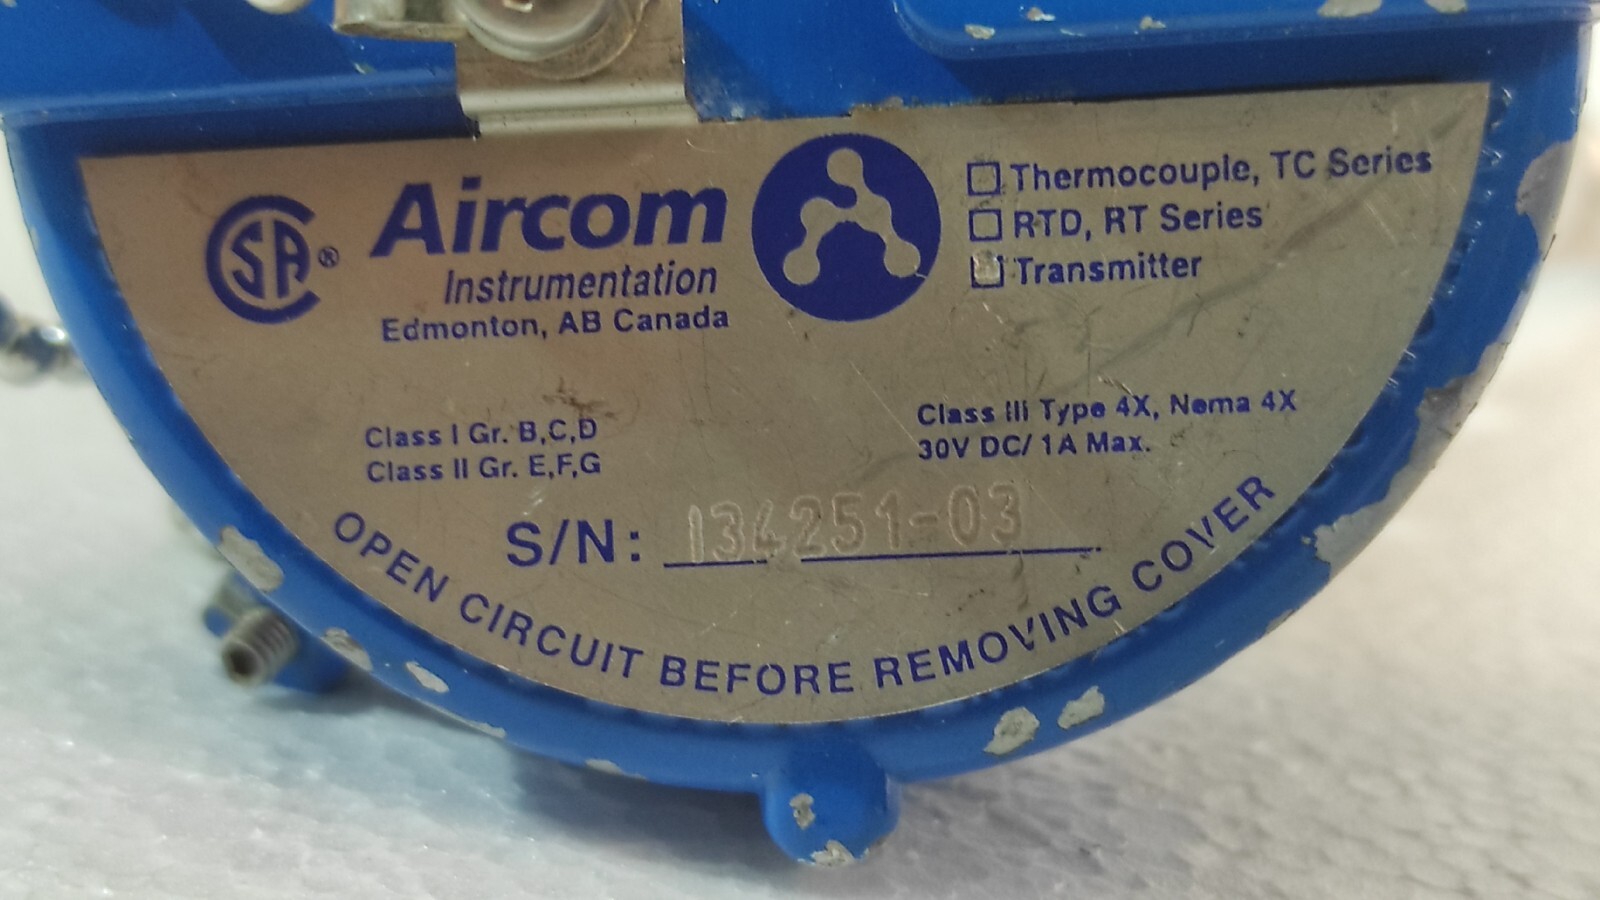 CSA®
Aircom
Instrumentation
Edmonton, AB Canada
Thermocouple, TC Series
RTD, RT Series
Transmitter
Class I Gr. B,C,D
Class II Gr. E,F,G
Class III Type 4X, Nema 4X
30V DC/ 1A Max.
S/N: 134251-03
OPEN CIRCUIT BEFORE REMOVING COVER